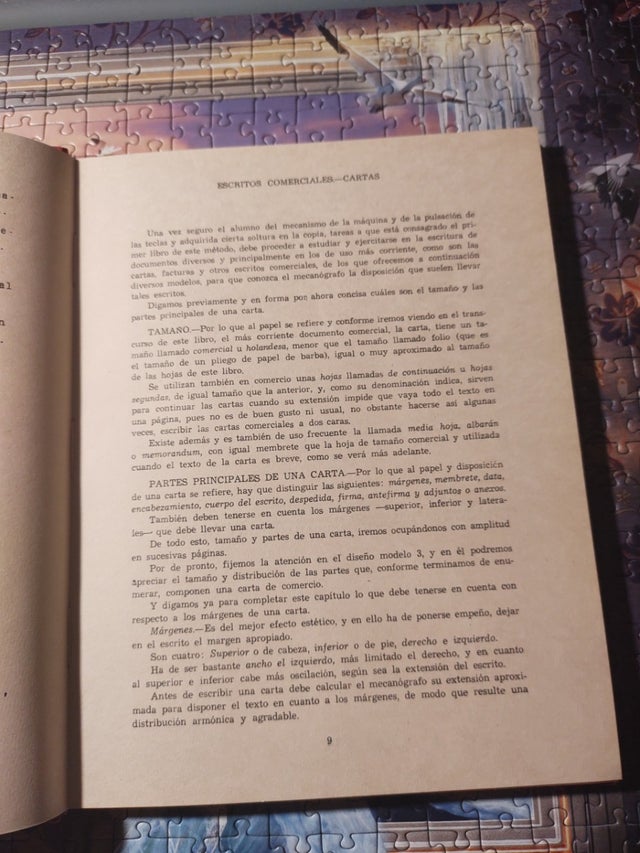 ESCRITOS COMERCIALES.—CARTAS
Una vez seguro el alumno del mecanismo de la máquina y de la pulsación de
las teclas y adquirida cierta soltura en la copia, tareas a que está consagrado el pri-
mer libro de este método, debe proceder a estudiar y ejercitarse en la escritura de
documentos diversos y principalmente en los de uso más corriente, como son las
cartas, facturas y otros escritos comerciales, de los que ofrecemos a continuación
diversos modelos, para que conozca el mecanógrafo la disposición que suelen llevar
tales escritos.
Digamos previamente y en forma por ahora concisa cuáles son el tamaño y las
partes principales de una carta.
TAMAÑO.—Por lo que al papel se refiere y conforme iremos viendo en el trans-
curso de este libro, el más corriente documento comercial, la carta, tiene un ta-
maño llamado comercial u holandesa, menor que el tamaño llamado folio (que es
el tamaño de un pliego de papel de barba), igual o muy aproximado al tamaño
de las hojas de este libro.
Se utilizan también en comercio unas hojas llamadas de continuación u hojas
segundas, de igual tamaño que la anterior, y, como su denominación indica, sirven
para continuar las cartas cuando su extensión impide que vaya todo el texto en
una página, pues no es de buen gusto ni usual, no obstante hacerse así algunas
veces, escribir las cartas comerciales a dos caras.
Existe además y es también de uso frecuente la llamada media hoja, albarán
o memorandum, con igual membrete que la hoja de tamaño comercial y utilizada
cuando el texto de la carta es breve, como se verá más adelante.
PARTES PRINCIPALES DE UNA CARTA.—Por lo que al papel y disposición
de una carta se refiere, hay que distinguir las siguientes: márgenes, membrete, data,
encabezamiento, cuerpo del escrito, despedida, firma, antefirma y adjuntos o anexos.
También deben tenerse en cuenta los márgenes —superior, inferior y latera-
les— que debe llevar una carta.
De todo esto, tamaño y partes de una carta, iremos ocupándonos con amplitud
en sucesivas páginas.
Por de pronto, fijemos la atención en el diseño modelo 3, y en él podremos
apreciar el tamaño y distribución de las partes que, conforme terminamos de enu-
merar, componen una carta de comercio.
Y digamos ya para completar este capítulo lo que debe tenerse en cuenta con
respecto a los márgenes de una carta.
Márgenes.—Es del mejor efecto estético, y en ello ha de ponerse empeño, dejar
en el escrito el margen apropiado.
Son cuatro: Superior o de cabeza, inferior o de pie, derecho e izquierdo.
Ha de ser bastante ancho el izquierdo, más limitado el derecho, y en cuanto
al superior e inferior cabe más oscilación, según sea la extensión del escrito.
Antes de escribir una carta debe calcular el mecanógrafo su extensión aproxi-
mada para disponer el texto en cuanto a los márgenes, de modo que resulte una
distribución armónica y agradable.
9